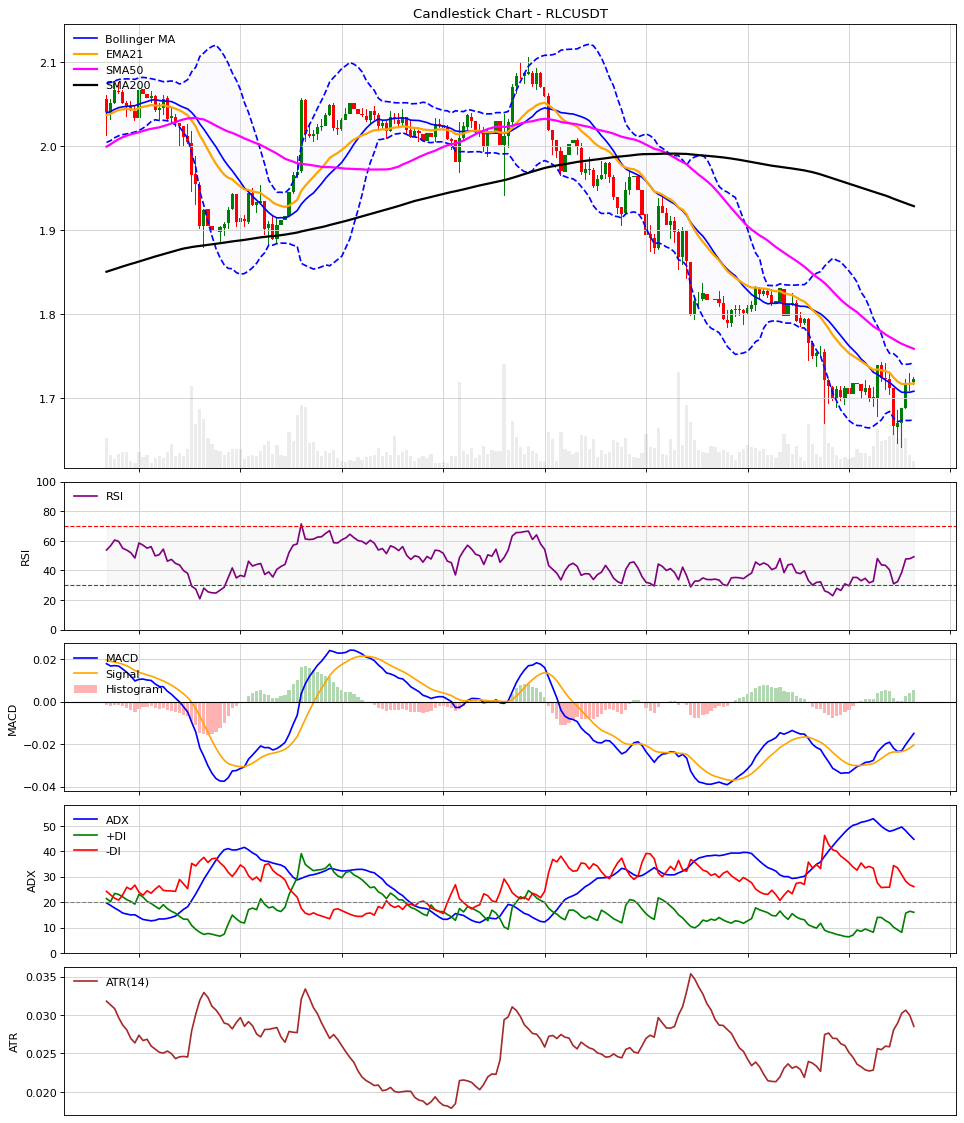 Candlestick Chart - RLCUSDT
Bollinger MA
EMA21
SMA50
SMA200
2.1
2.0
1.9
1.8
1.7
RSI
100
80
60
40
20
0
RSI
MACD
Signal
Histogram
0.02
0.00
−0.02
−0.04
MACD
ADX
+DI
-DI
50
40
30
20
10
0
ADX
ATR(14)
0.035
0.030
0.025
0.020
ATR